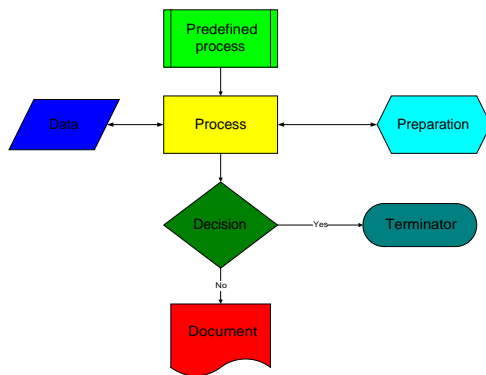 Predefined
process
Data
Process
Preparation
Decision
Yes
Terminator
No
Document